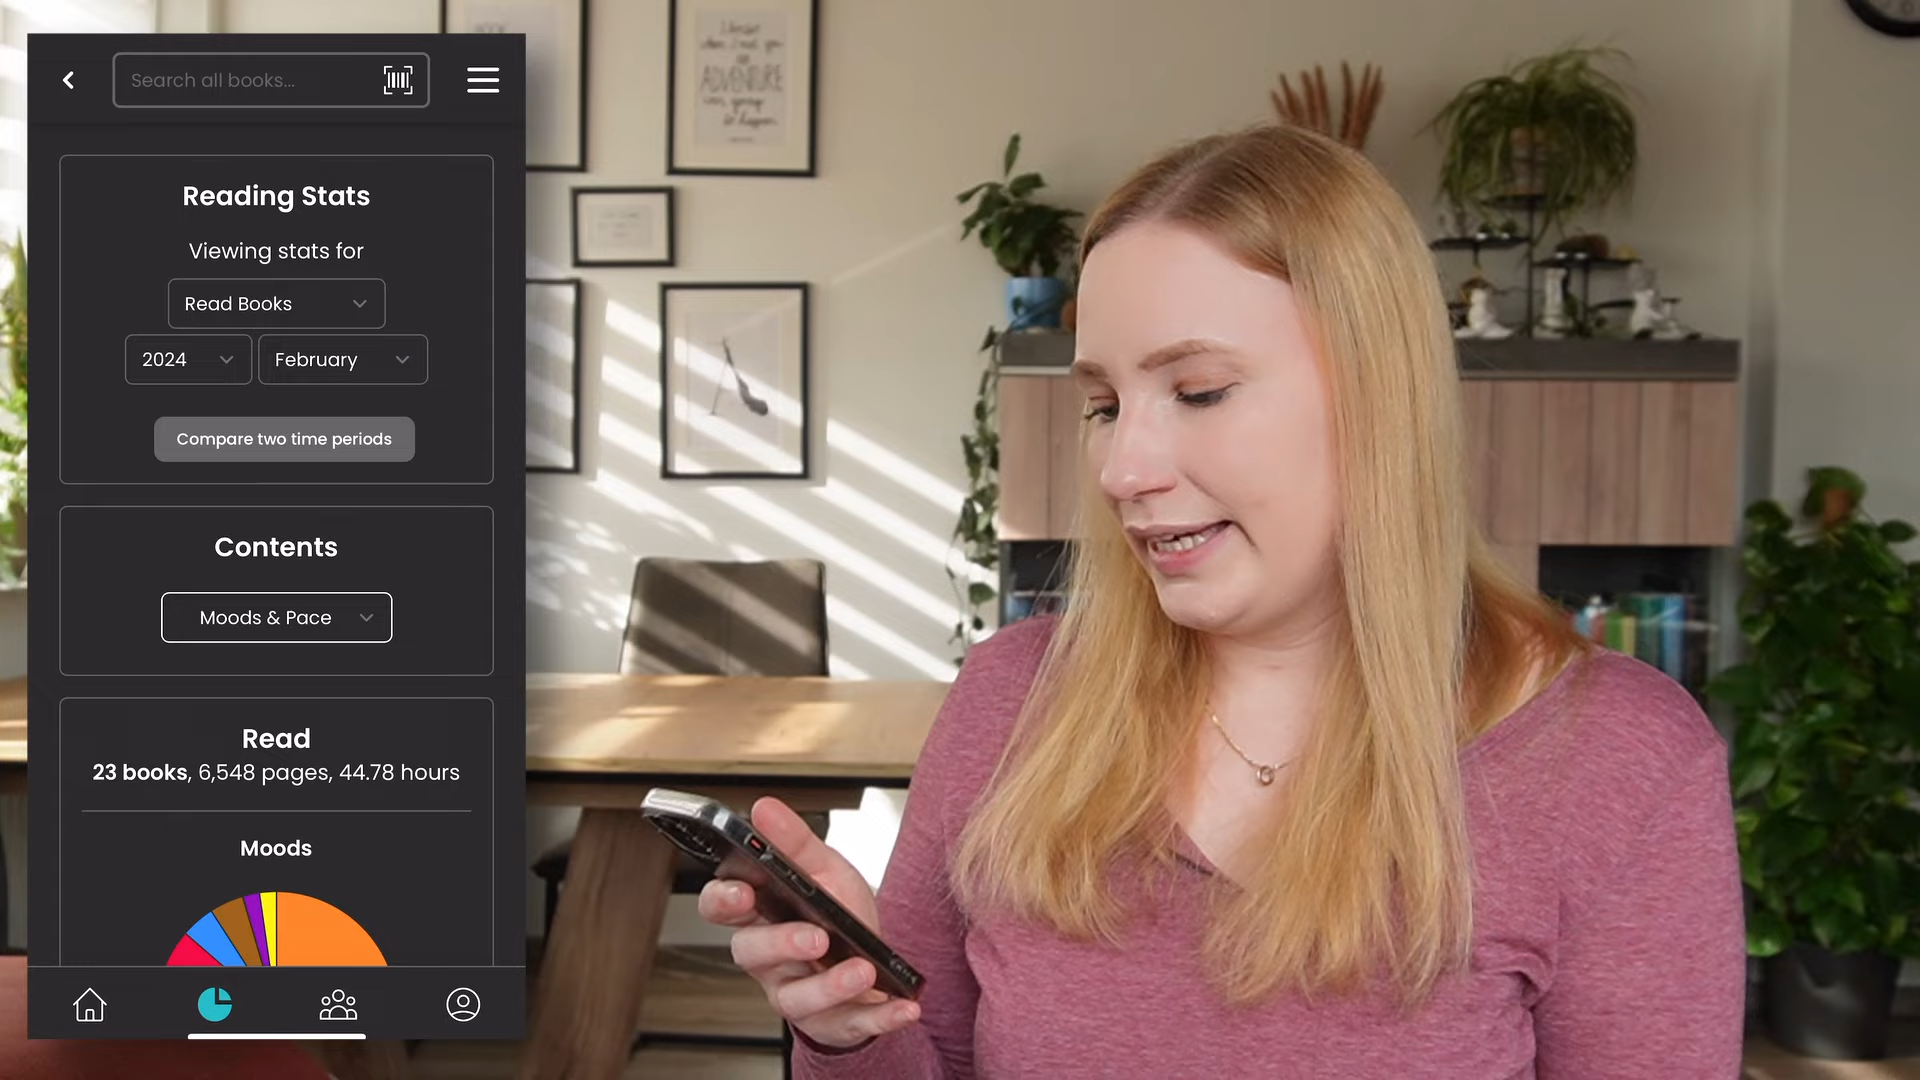 Search all books...
Reading Stats
Viewing stats for
Read Books
2024
February
Compare two time periods
Contents
Moods & Pace
Read
23 books, 6,548 pages, 44.78 hours
Moods
ADVENTURE